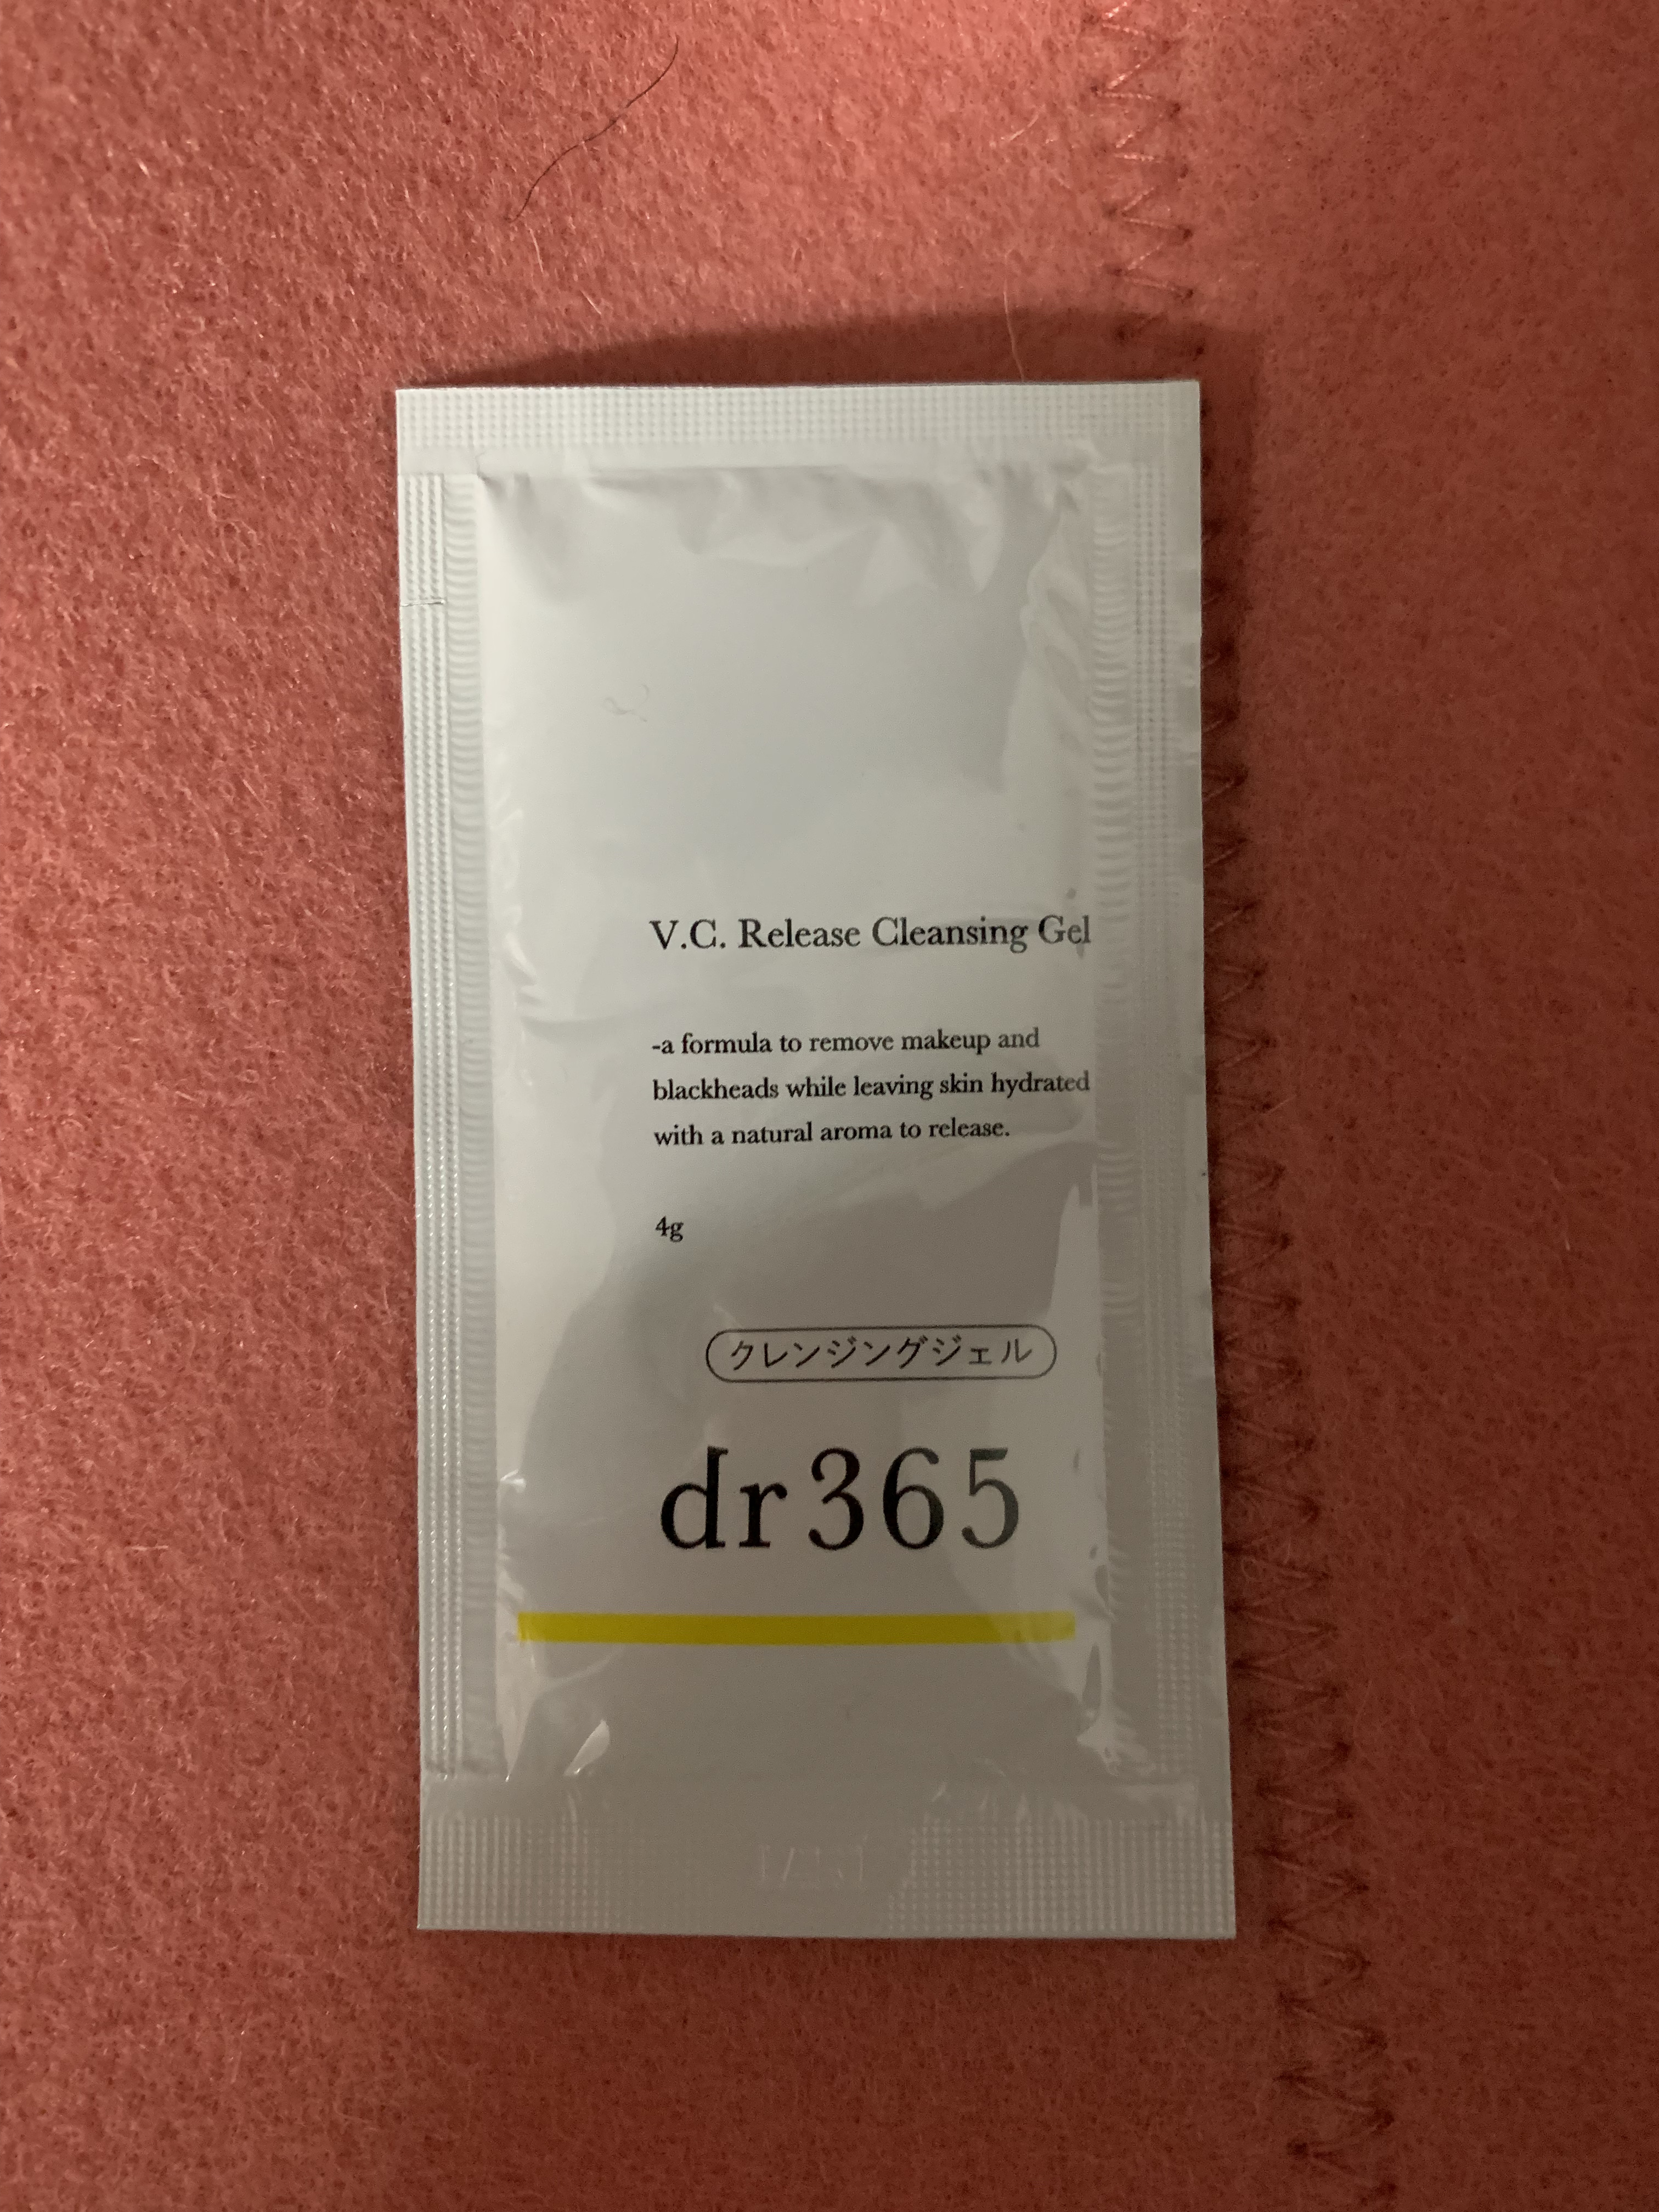 V.C. Release Cleansing Gel
-a formula to remove makeup and
blackheads while leaving skin hydrated
with a natural aroma to release.
4g
クレンジングジェル
dr365